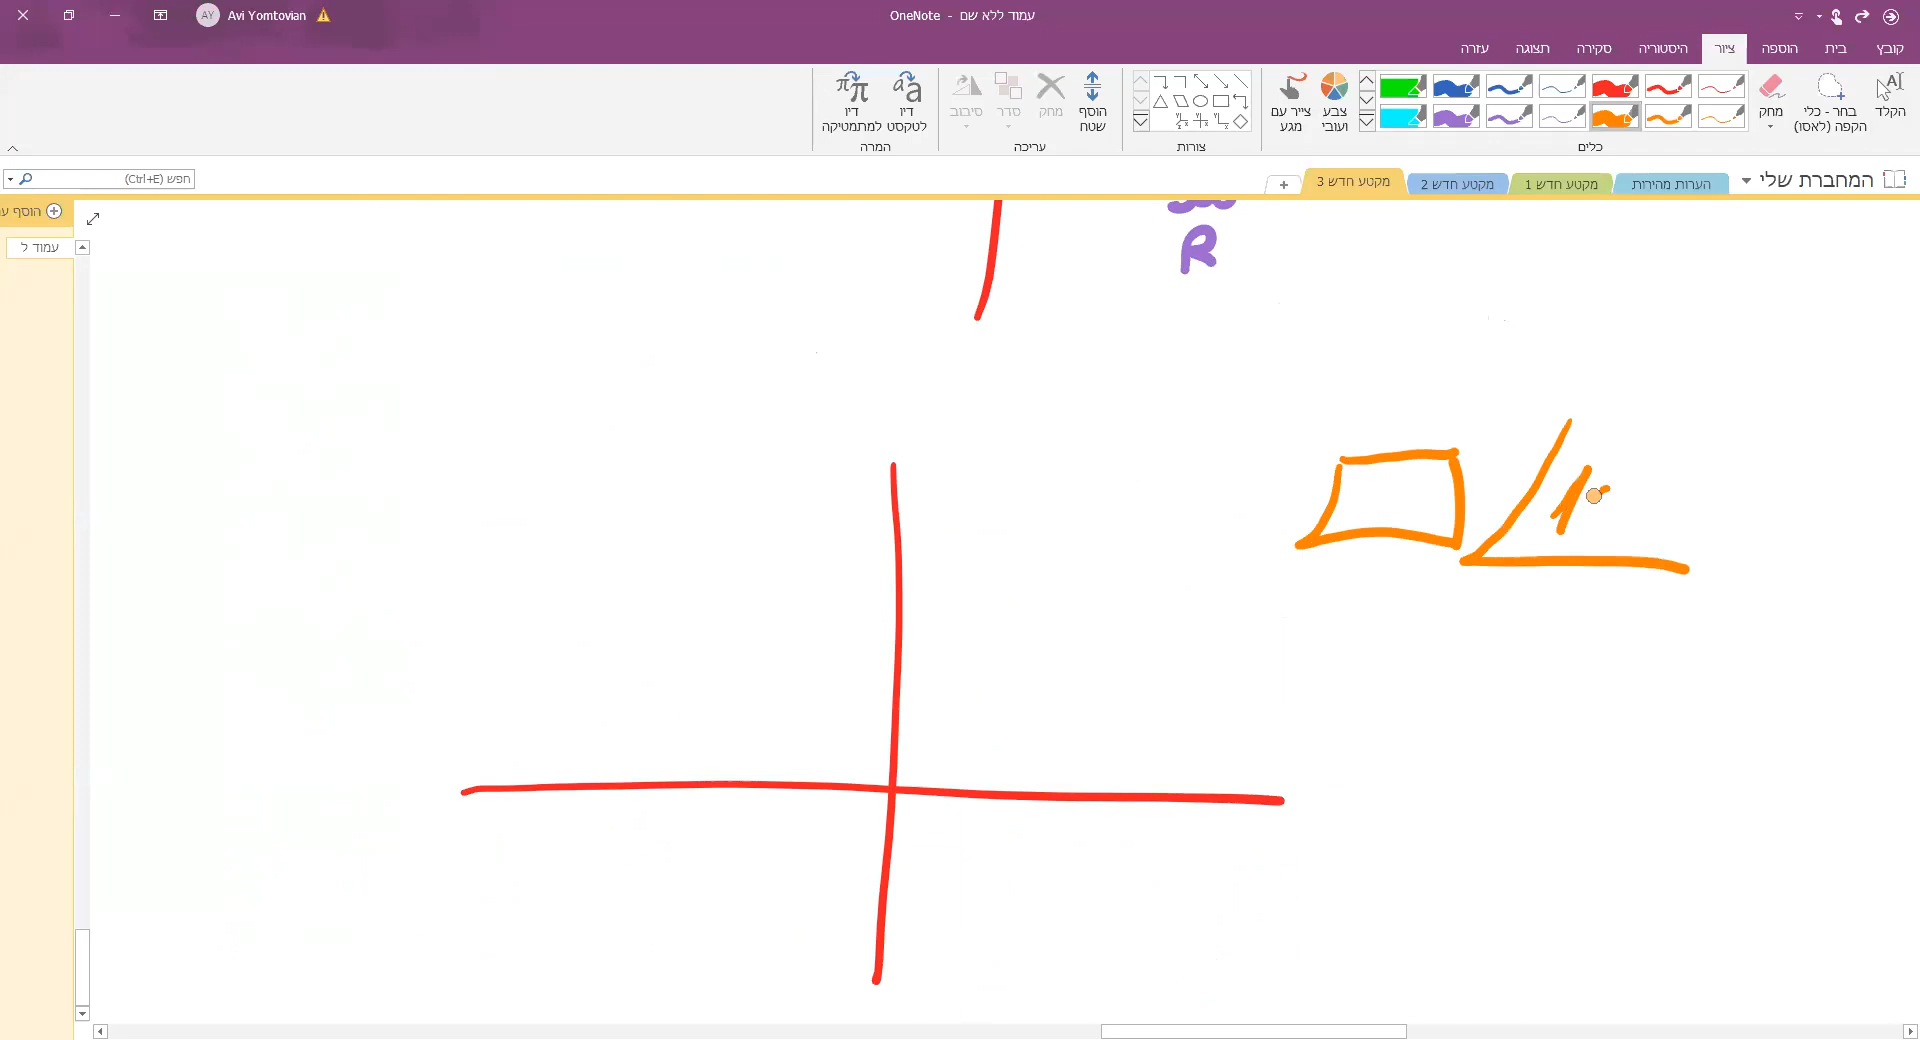 Avi Yomtovian
עמוד ללא שם - OneNote
קובץ
בית
הוספה
ציור
היסטוריה
סקירה
תצוגה
עזרה
הקלד
בחר - כלי הקפה (לאסו)
מחק
כלים
צבע ועובי
צייר עם מגע
צורות
הוסף שטח
מחק
סדר
סיבוב
עריכה
דיו לטקסט
דיו למתמטיקה
המרה
המחברת שלי
הערות מהירות
מקטע חדש 1
מקטע חדש 2
מקטע חדש 3
חפש (Ctrl+E)
הוסף
עמוד ל
R
1